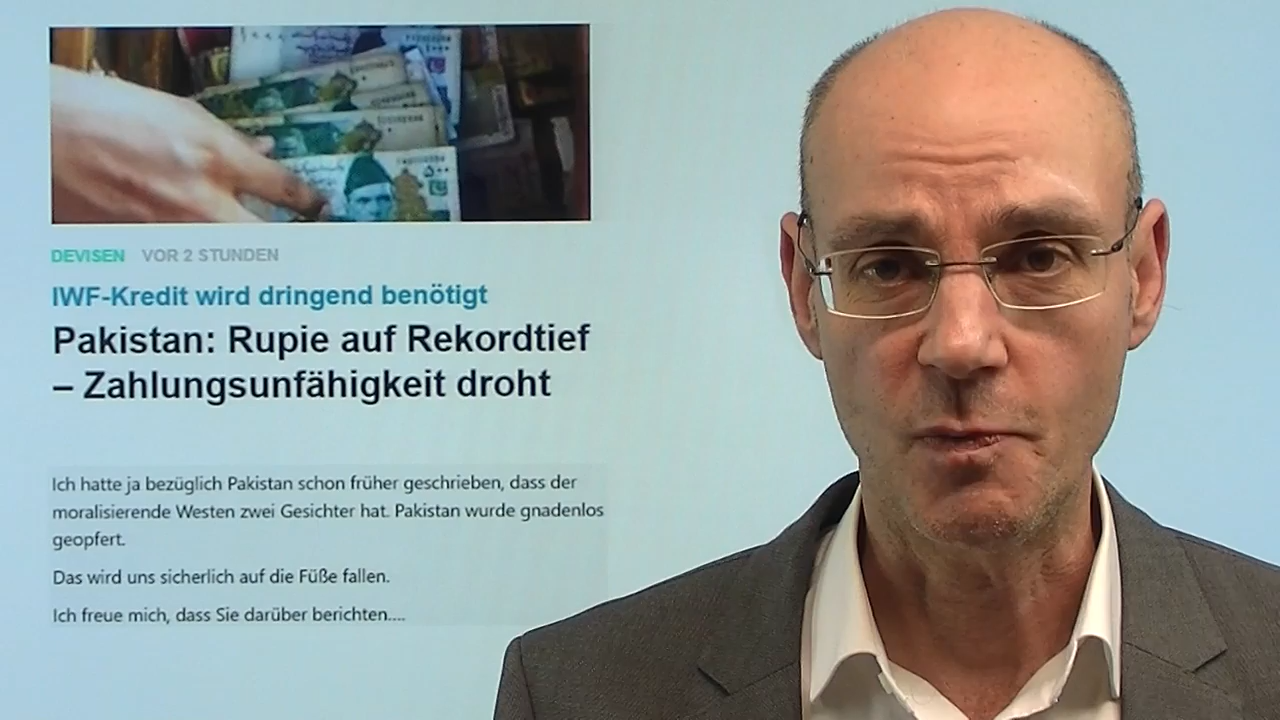 DEVISEN VOR 2 STUNDEN
IWF-Kredit wird dringend benötigt
Pakistan: Rupie auf Rekordtief
– Zahlungsunfähigkeit droht
Ich hatte ja bezüglich Pakistan schon früher geschrieben, dass der
moralisierende Westen zwei Gesichter hat. Pakistan wurde gnadenlos
geopfert.
Das wird uns sicherlich auf die Füße fallen.
Ich freue mich, dass Sie darüber berichten....